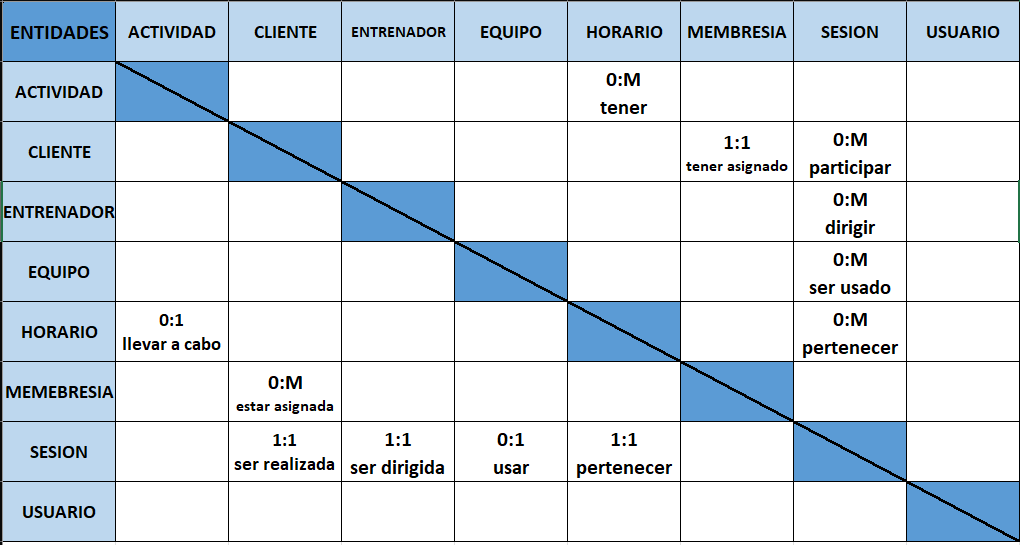 ENTIDADES ACTIVIDAD CLIENTE ENTRENADOR EQUIPO HORARIO MEMBRESIA SESION USUARIO
ACTIVIDAD 0:M
tener
CLIENTE 1:1 0:M
tener asignado participar
ENTRENADOR 0:M
dirigir
EQUIPO 0:M
ser usado
HORARIO 0:1 0:M
llevar a cabo pertenecer
MEMEBRESIA 0:M
estar asignada
SESION 1:1 1:1 0:1 1:1
ser realizada ser dirigida usar pertenecer
USUARIO